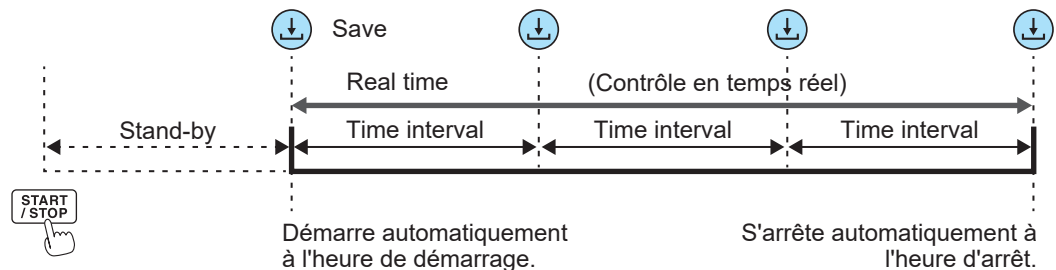 Save
Real time (Contrôle en temps réel)
Stand-by Time interval Time interval Time interval
START
/ STOP
Démarre automatiquement
à l'heure de démarrage.
S'arrête automatiquement à
l'heure d'arrêt.